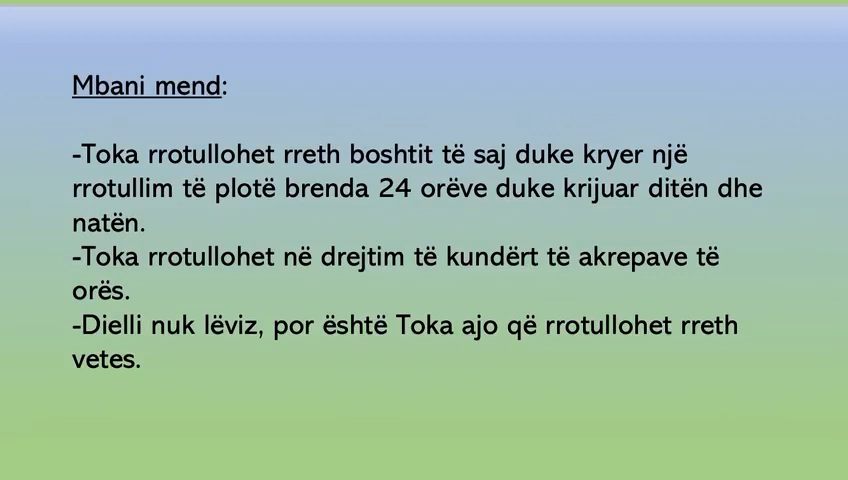 Mbani mend:
-Toka rrotullohet rreth boshtit të saj duke kryer një
rrotullim të plotë brenda 24 orëve duke krijuar ditën dhe
natën.
-Toka rrotullohet në drejtim të kundërt të akrepave të
orës.
-Dielli nuk lëviz, por është Toka ajo që rrotullohet rreth
vetes.